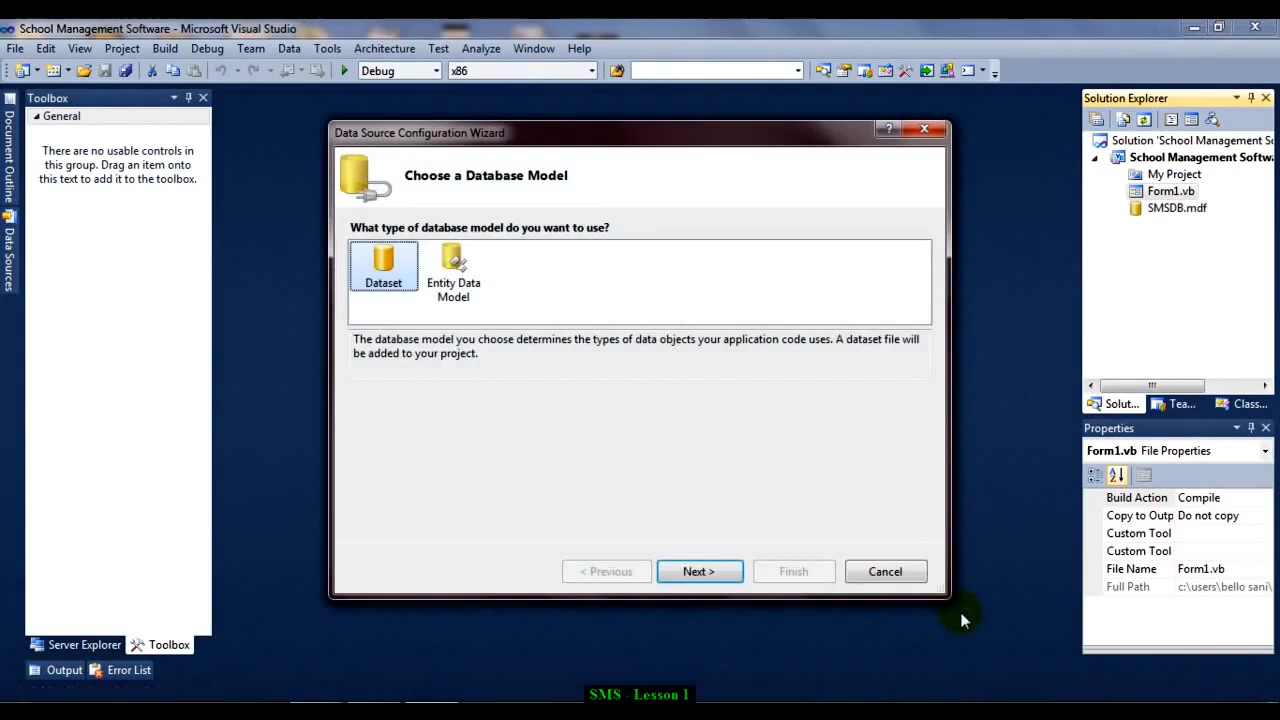 School Management Software - Microsoft Visual Studio
File Edit View Project Build Debug Team Data Tools Architecture Test Analyze Window Help
Debug x86
Toolbox
General
There are no usable controls in
this group. Drag an item onto
this text to add it to the toolbox.
Document Outline
Data Sources
Data Source Configuration Wizard
Choose a Database Model
What type of database model do you want to use?
Dataset
Entity Data
Model
The database model you choose determines the types of data objects your application code uses. A dataset file will
be added to your project.
< Previous Next > Finish Cancel
Solution Explorer
Solution 'School Management So
School Management Softwa
My Project
Form1.vb
SMSDB.mdf
Solut... Tea... Class...
Properties
Form1.vb File Properties
Build Action Compile
Copy to Outp Do not copy
Custom Tool
Custom Tool
File Name Form1.vb
Full Path c:\users\bello sani\
Server Explorer Toolbox
Output Error List
SMS - Lesson 1